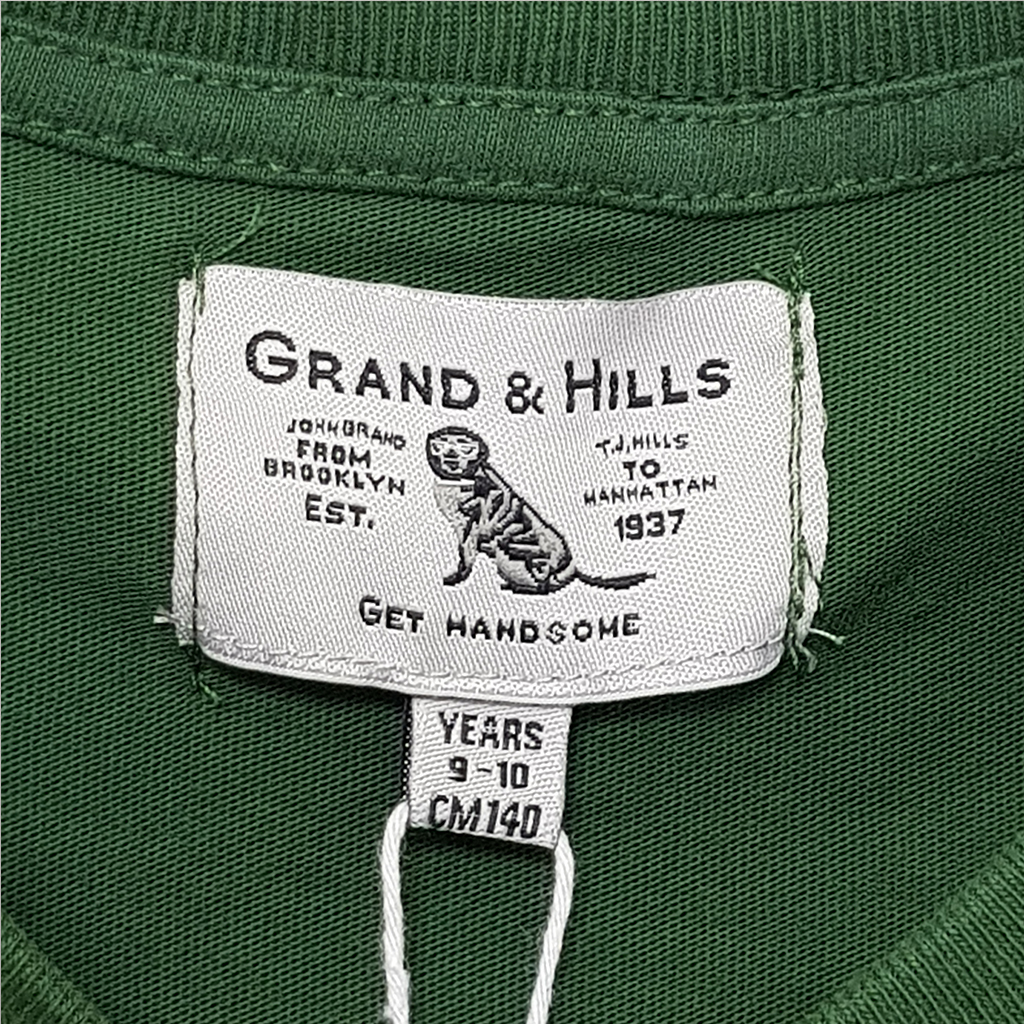 GRAND & HILLS
JOHN GRAND
FROM
BROOKLYN
EST.
T.J. HILLS
TO
MANHATTAN
1937
GET HANDSOME
YEARS
9-10
CM140